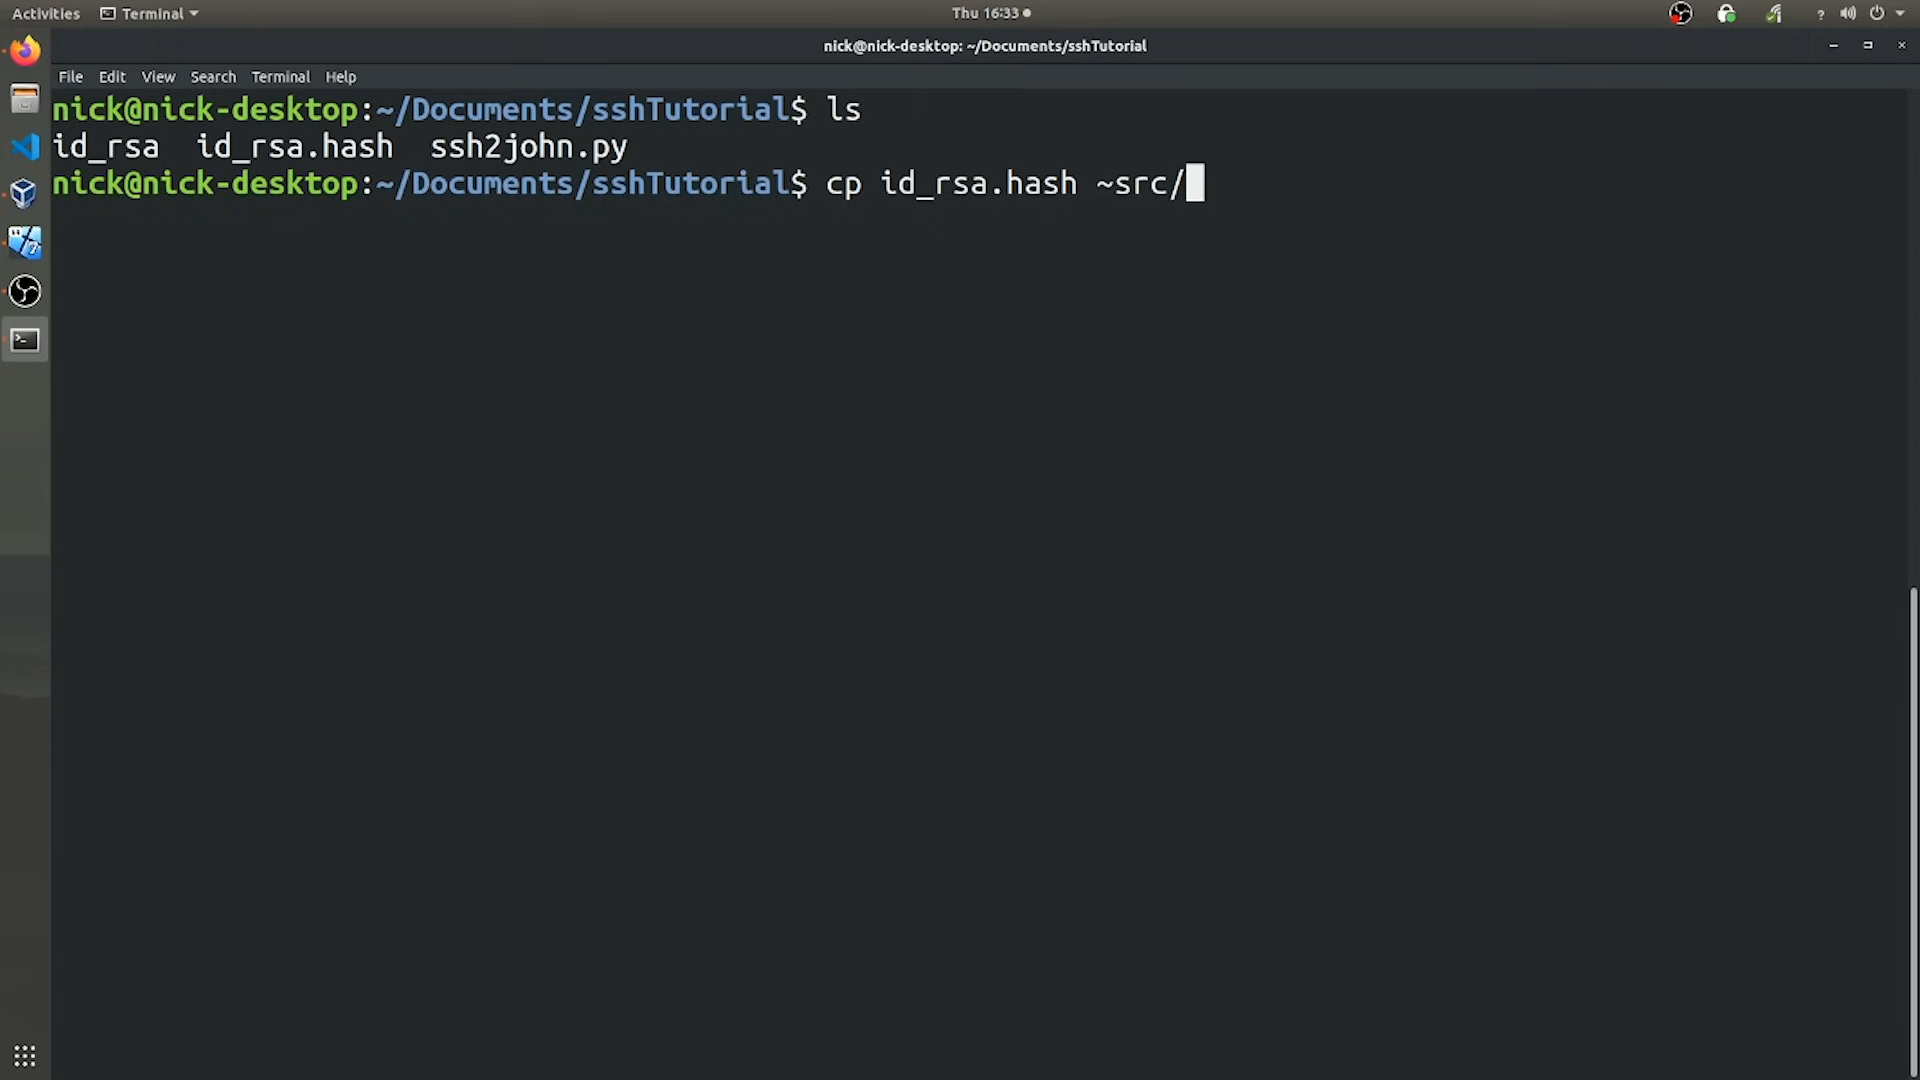 Activities Terminal Thu 16:33
nick@nick-desktop: ~/Documents/sshTutorial
File Edit View Search Terminal Help
nick@nick-desktop:~/Documents/sshTutorial$ ls
id_rsa id_rsa.hash ssh2john.py
nick@nick-desktop:~/Documents/sshTutorial$ cp id_rsa.hash ~src/